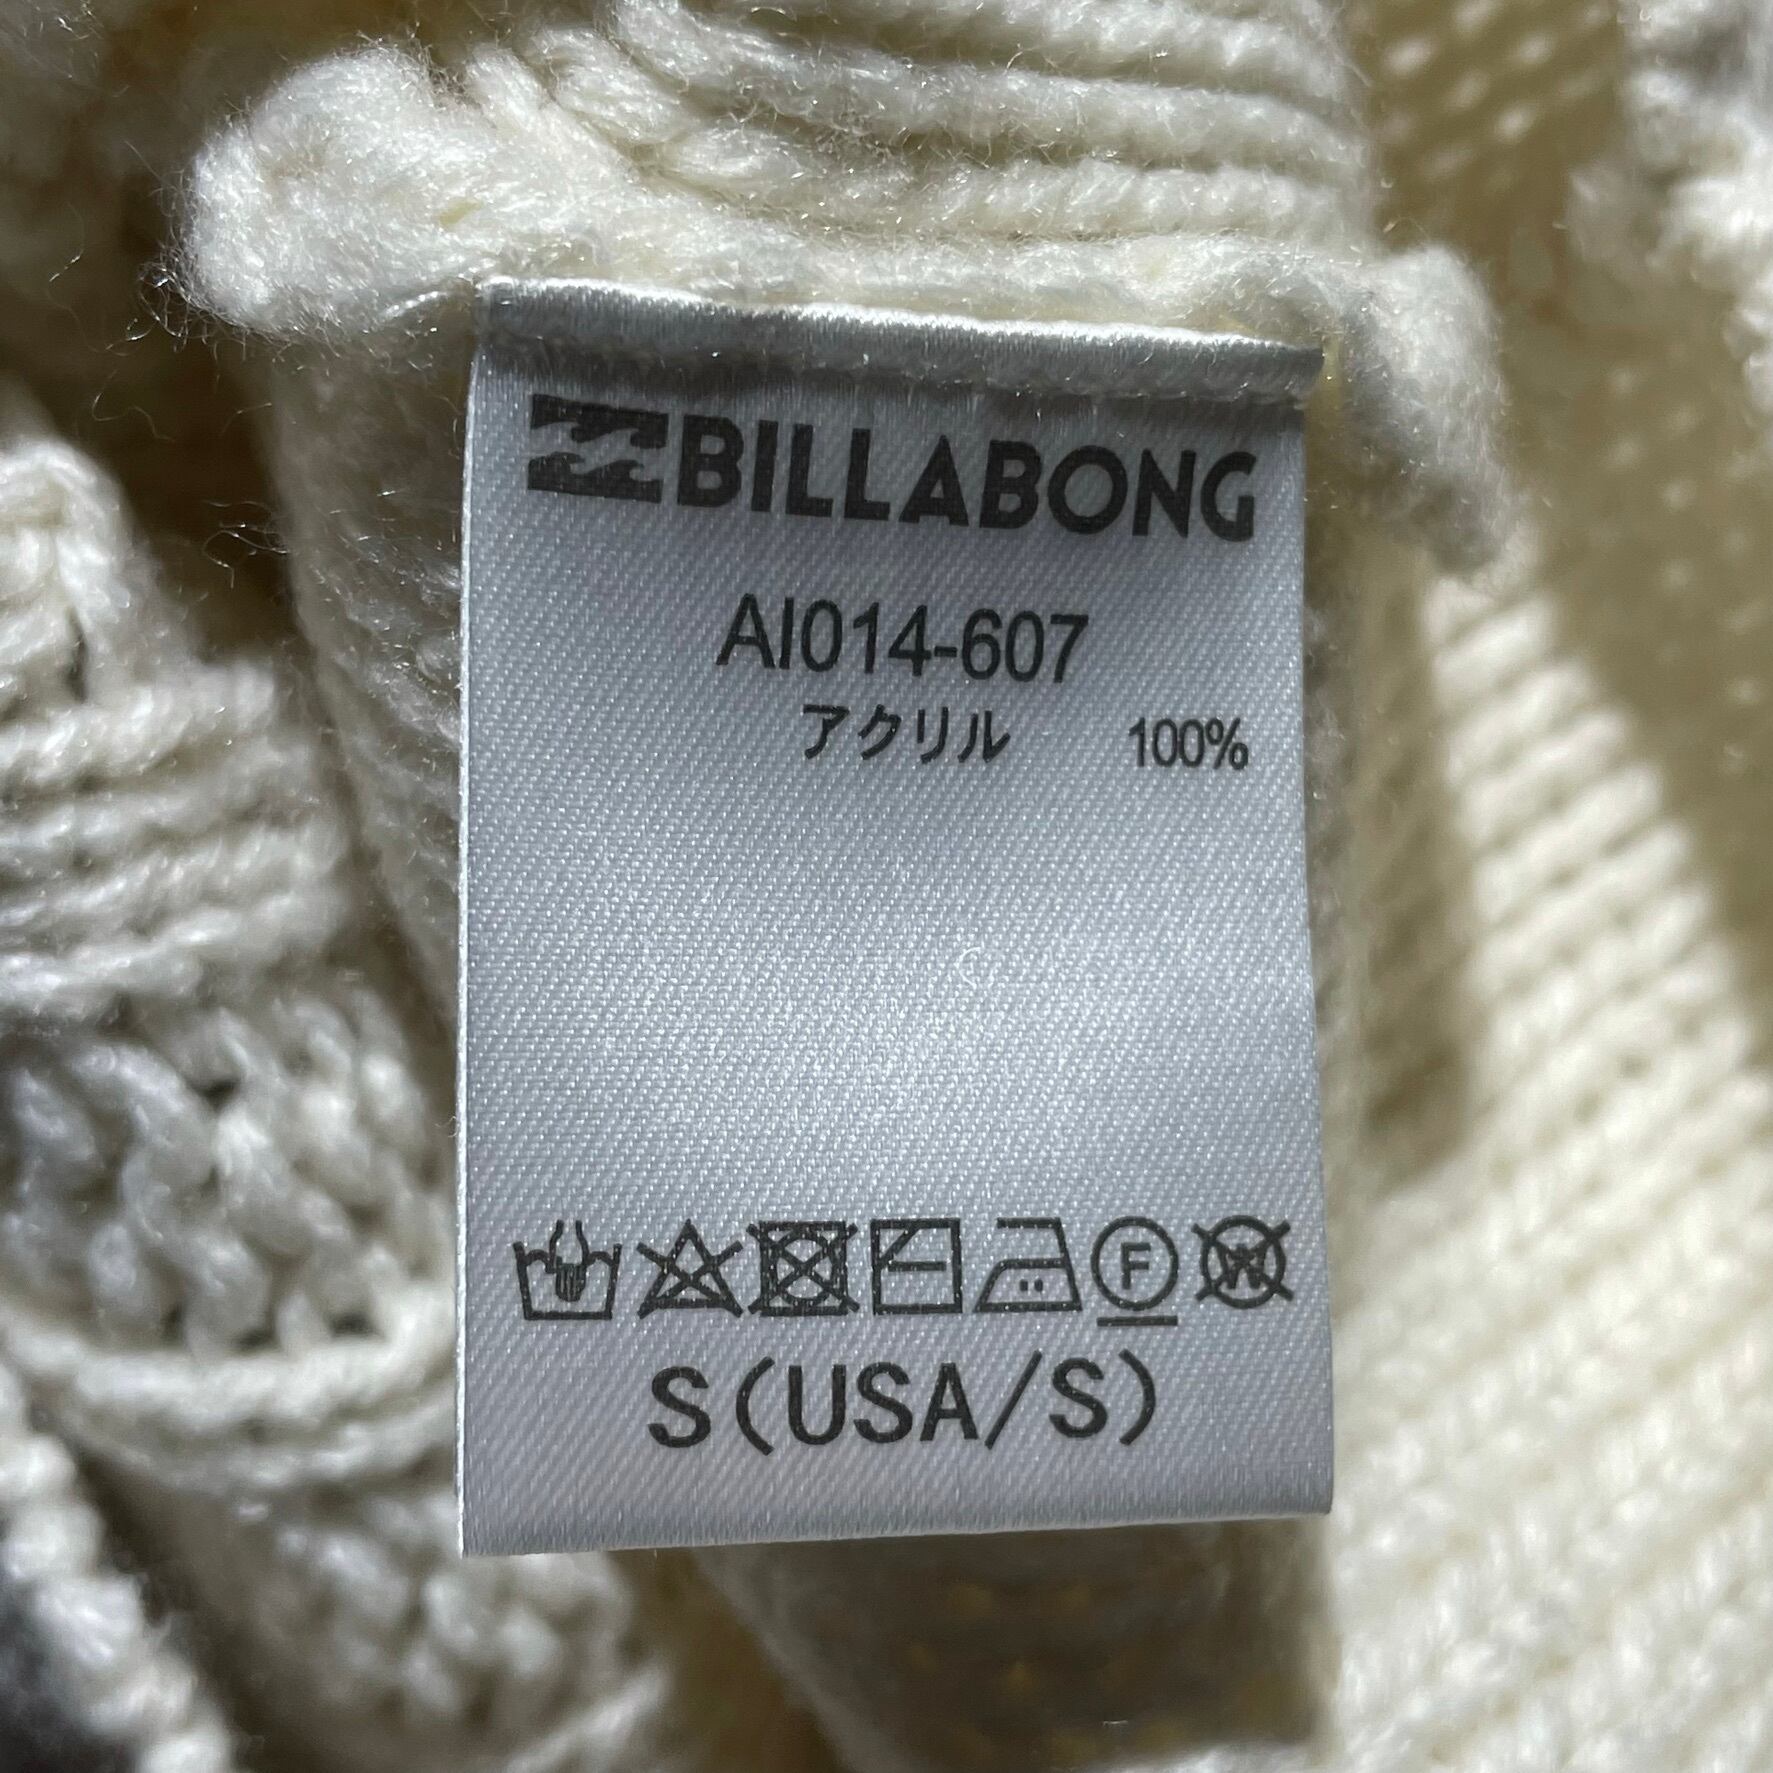 BILLABONG
AI014-607
アクリル 100%
F W
S(USA/S)